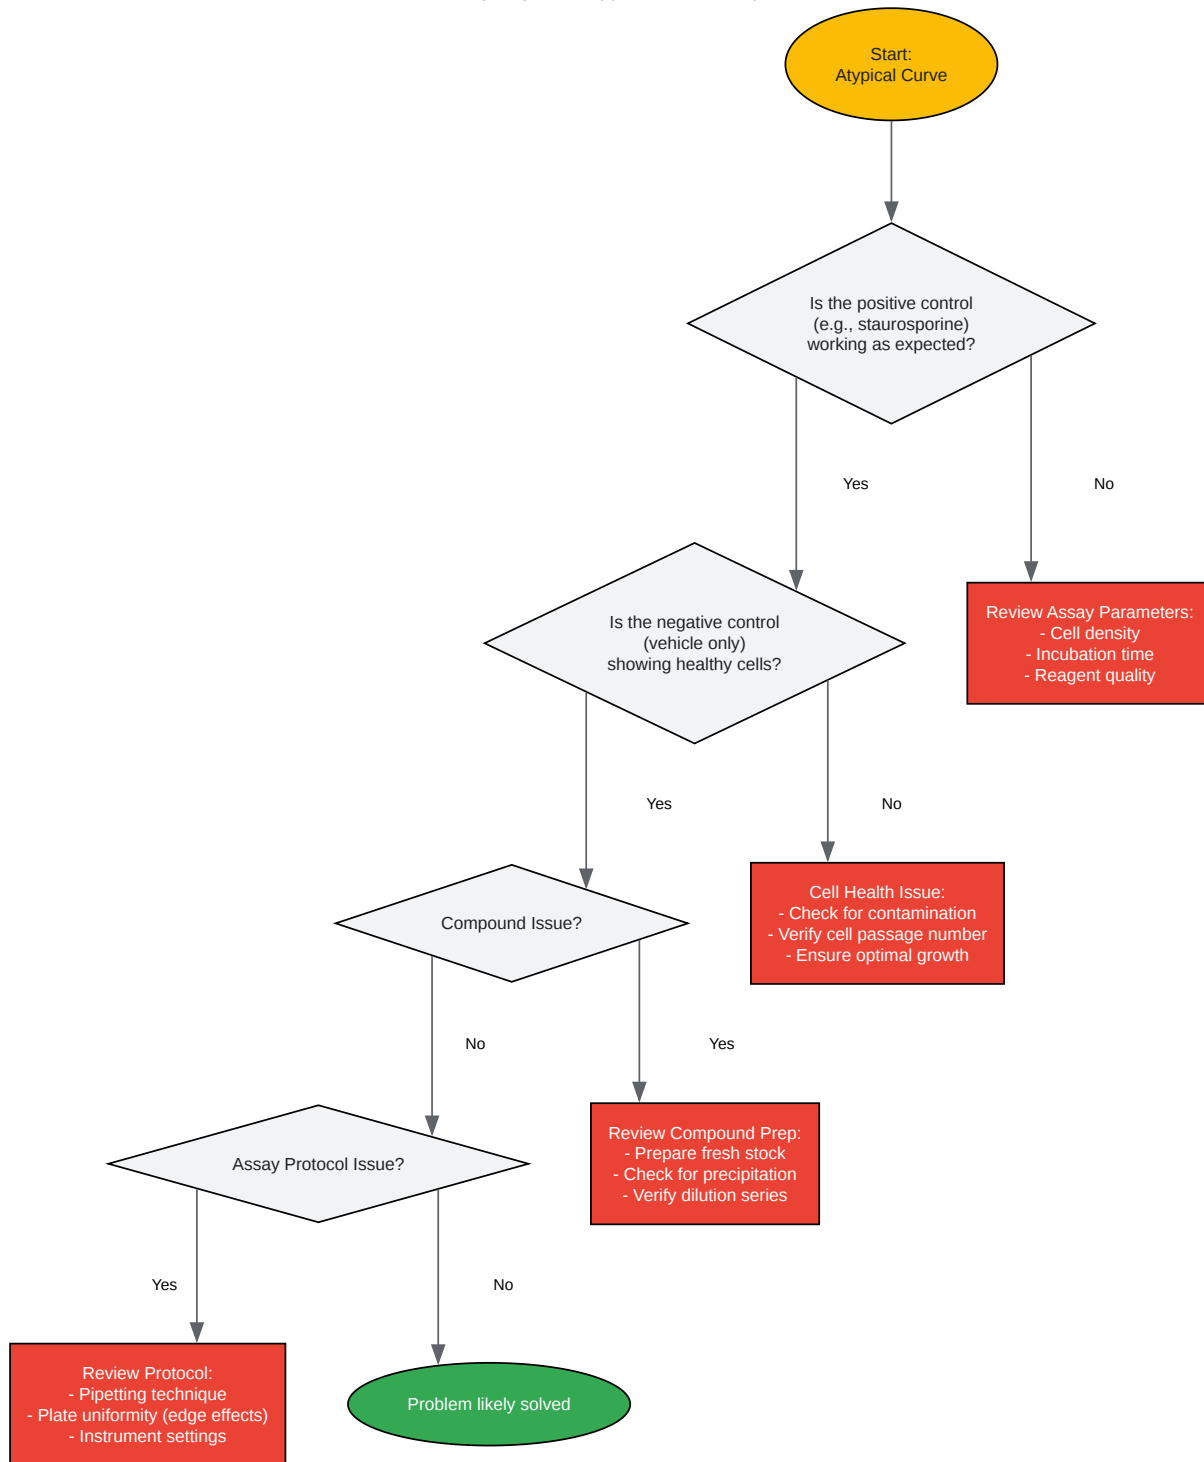 Start:
Atypical Curve
Is the positive control
(e.g., staurosporine)
working as expected?
Yes
No
Is the negative control
(vehicle only)
showing healthy cells?
Review Assay Parameters:
- Cell density
- Incubation time
- Reagent quality
Yes
No
Compound Issue?
Cell Health Issue:
- Check for contamination
- Verify cell passage number
- Ensure optimal growth
No
Yes
Assay Protocol Issue?
Review Compound Prep:
- Prepare fresh stock
- Check for precipitation
- Verify dilution series
Yes
No
Review Protocol:
- Pipetting technique
- Plate uniformity (edge effects)
- Instrument settings
Problem likely solved